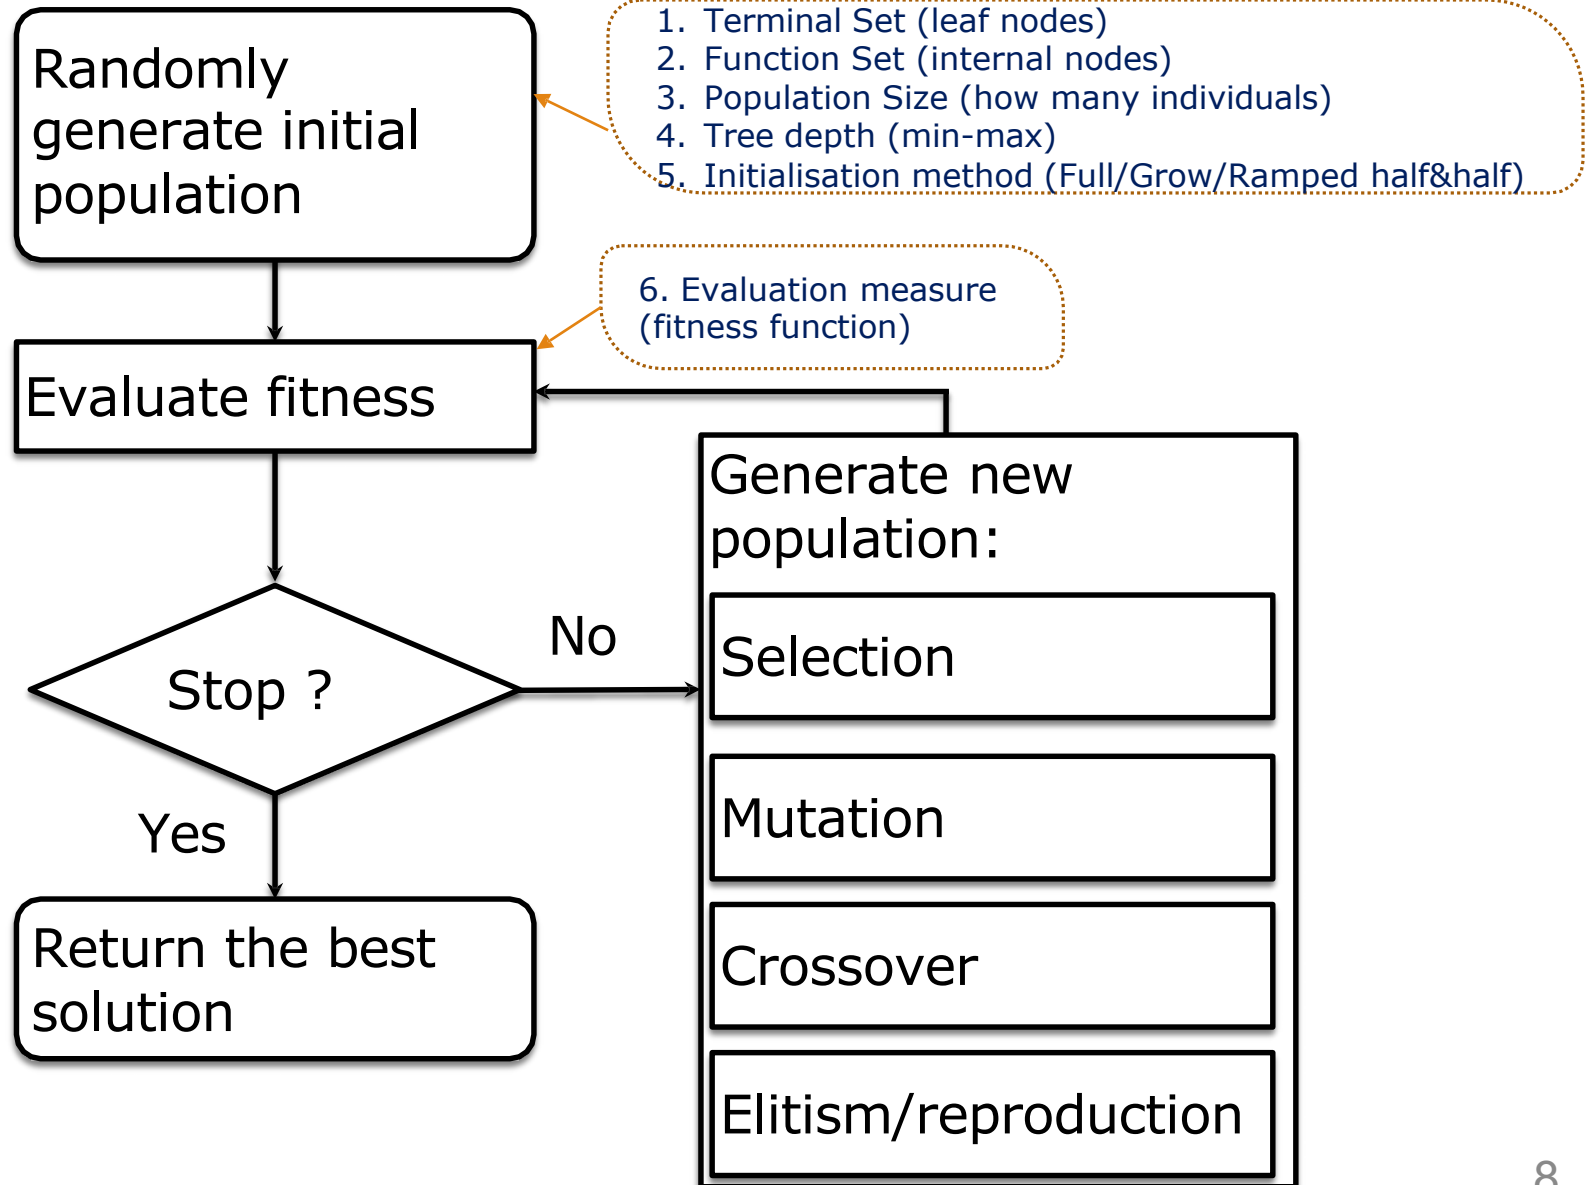 Randomly
generate initial
population
1. Terminal Set (leaf nodes)
2. Function Set (internal nodes)
3. Population Size (how many individuals)
4. Tree depth (min-max)
5. Initialisation method (Full/Grow/Ramped half&half)
6. Evaluation measure
(fitness function)
Evaluate fitness
Stop ?
No
Yes
Return the best
solution
Generate new
population:
Selection
Mutation
Crossover
Elitism/reproduction
8